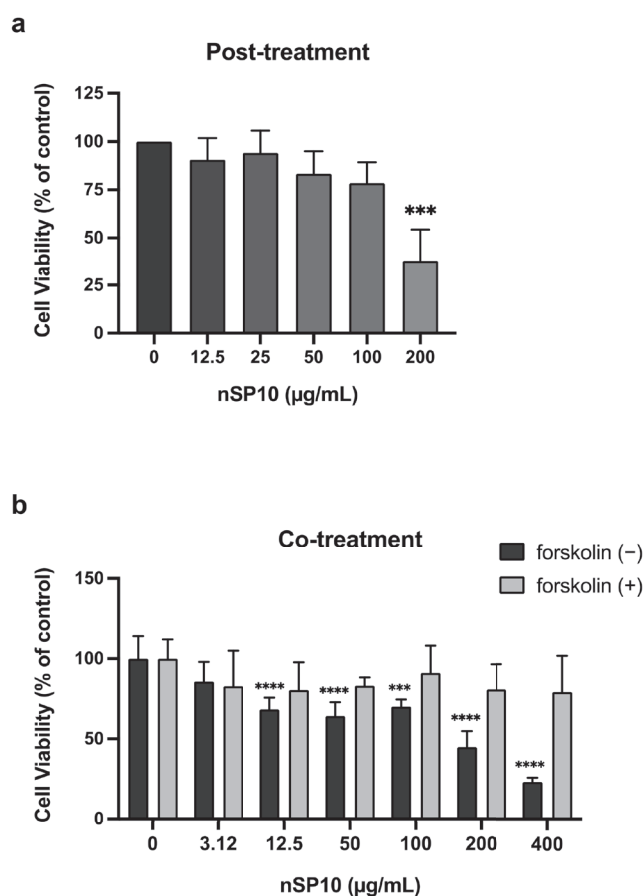 a
Post-treatment
Cell Viability (% of control)
125
100
75
50
25
0
***
0 12.5 25 50 100 200
nSP10 (µg/mL)
b
Co-treatment
forskolin (−)
forskolin (+)
Cell Viability (% of control)
150
100
50
0
**** **** *** **** ****
0 3.12 12.5 50 100 200 400
nSP10 (µg/mL)